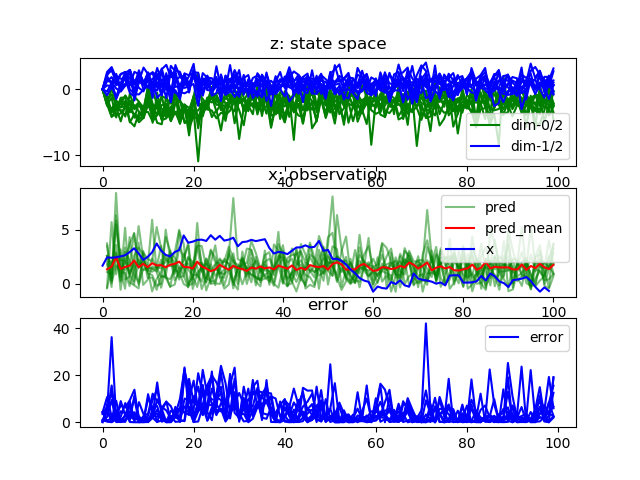 z: state space
0
−10
dim-0/2
dim-1/2
0 20 40 60 80 100
x: observation
5
0
pred
pred_mean
x
0 20 40 60 80 100
error
40
20
0
error
0 20 40 60 80 100